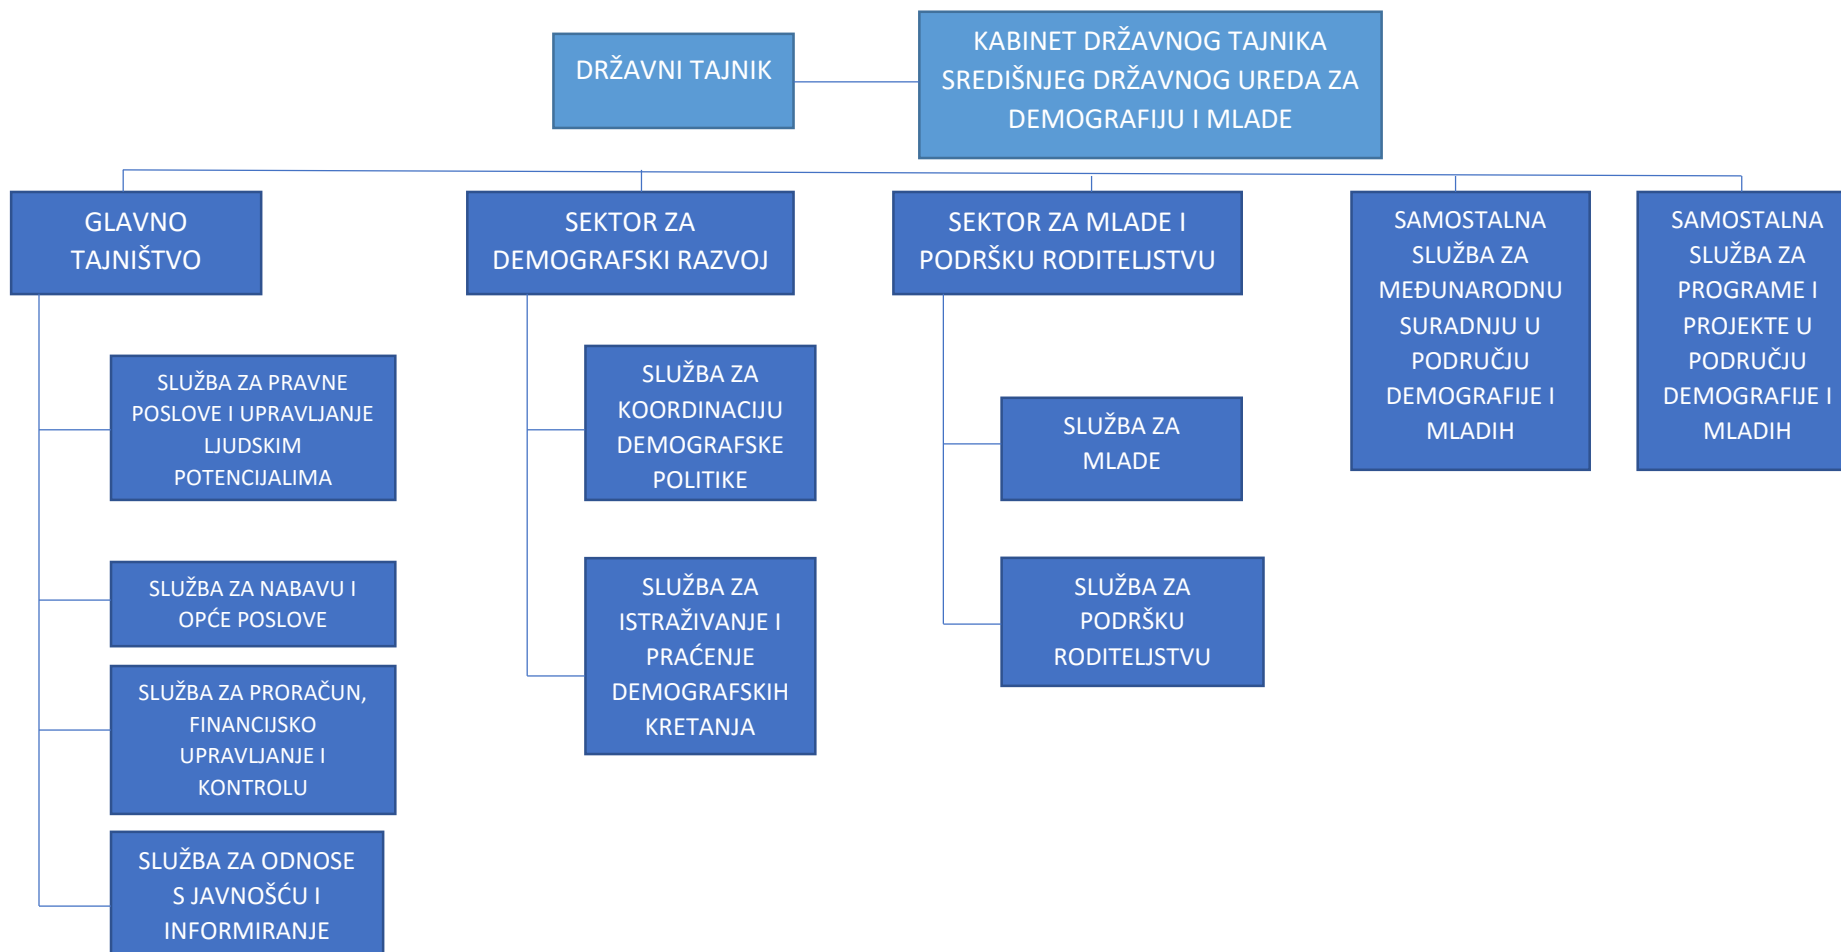 DRŽAVNI TAJNIK
KABINET DRŽAVNOG TAJNIKA
SREDIŠNJEG DRŽAVNOG UREDA ZA
DEMOGRAFIJU I MLADE
GLAVNO
TAJNIŠTVO
SLUŽBA ZA PRAVNE
POSLOVE I UPRAVLJANJE
LJUDSKIM
POTENCIJALIMA
SLUŽBA ZA NABAVU I
OPĆE POSLOVE
SLUŽBA ZA PRORAČUN,
FINANCIJSKO
UPRAVLJANJE I
KONTROLU
SLUŽBA ZA ODNOSE
S JAVNOŠĆU I
INFORMIRANJE
SEKTOR ZA
DEMOGRAFSKI RAZVOJ
SLUŽBA ZA
KOORDINACIJU
DEMOGRAFSKE
POLITIKE
SLUŽBA ZA
ISTRAŽIVANJE I
PRAĆENJE
DEMOGRAFSKIH
KRETANJA
SEKTOR ZA MLADE I
PODRŠKU RODITELJSTVU
SLUŽBA ZA
MLADE
SLUŽBA ZA
PODRŠKU
RODITELJSTVU
SAMOSTALNA
SLUŽBA ZA
MEĐUNARODNU
SURADNJU U
PODRUČJU
DEMOGRAFIJE I
MLADIH
SAMOSTALNA
SLUŽBA ZA
PROGRAME I
PROJEKTE U
PODRUČJU
DEMOGRAFIJE I
MLADIH